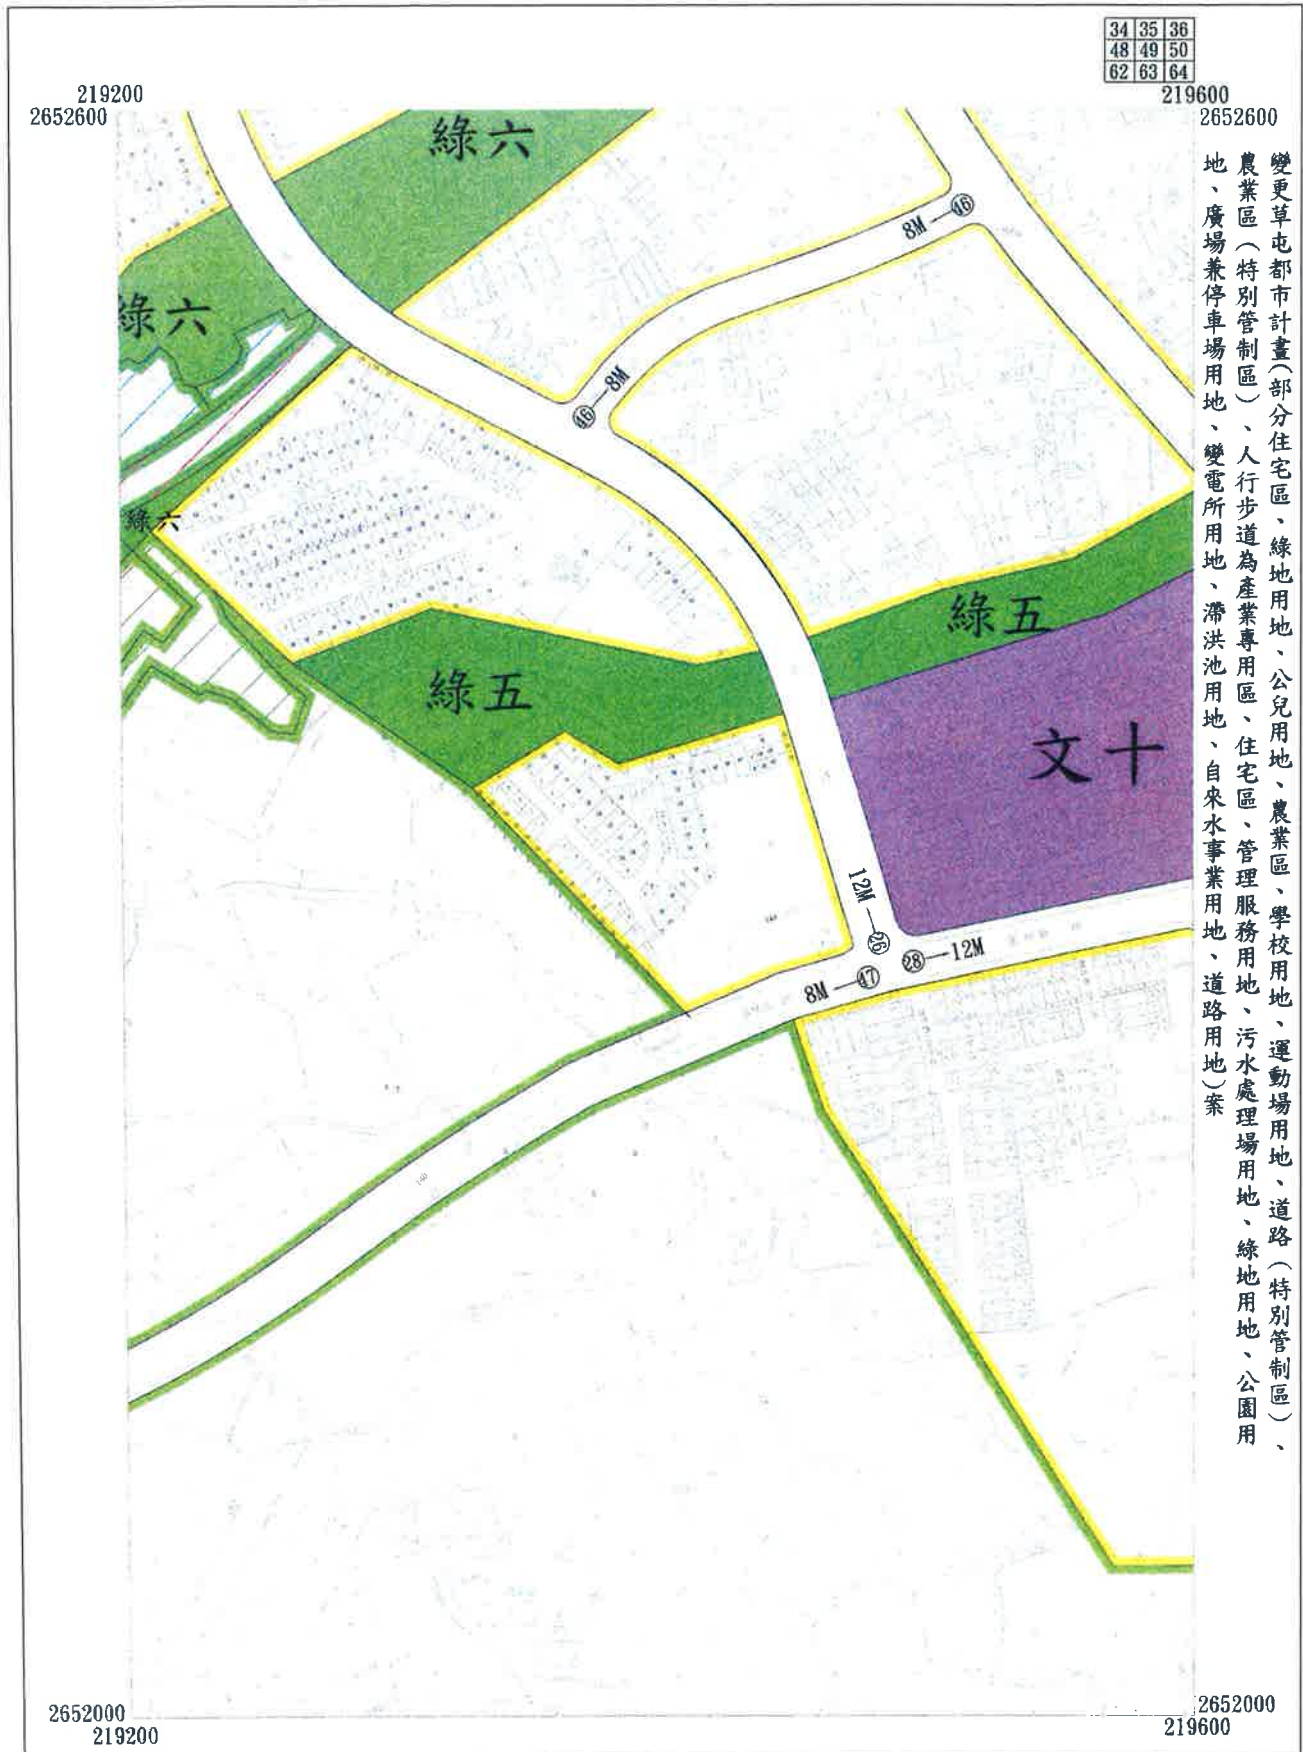 34 35 36
48 49 50
62 63 64
219200
219600
2652600
2652600
變更草屯都市計畫(部分住宅區、綠地用地、公兒用地、農業區、學校用地、運動場用地、道路(特別管制區)、
農業區(特別管制區)、人行步道為產業專用區、住宅區、管理服務用地、污水處理場用地、綠地用地、公園用
地、廣場兼停車場用地、變電所用地、滯洪池用地、自來水事業用地、道路用地)案
綠六
8M 46
綠六
46 8M
綠六
綠五
綠五
文十
12M 26
28 12M
8M 47
140
2652000
2652000
219200
219600